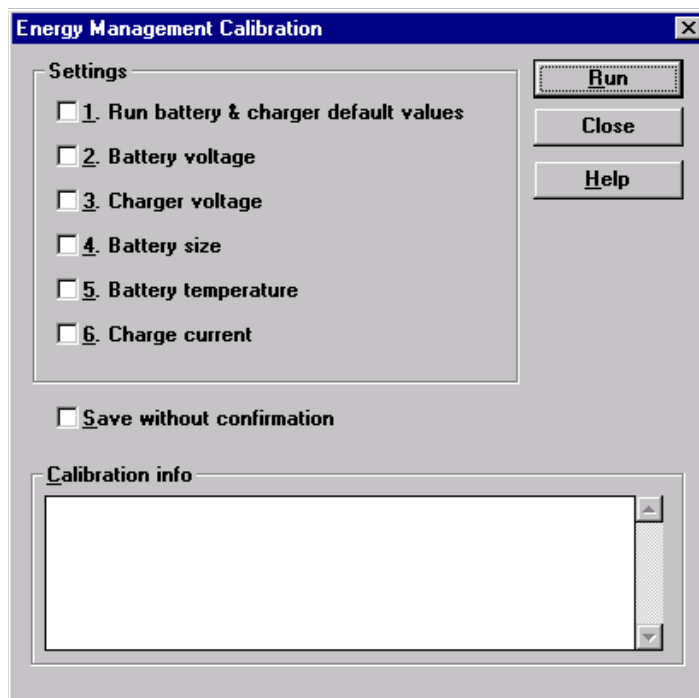 Energy Management Calibration
Settings
1. Run battery & charger default values
2. Battery voltage
3. Charger voltage
4. Battery size
5. Battery temperature
6. Charge current
Run
Close
Help
Save without confirmation
Calibration info